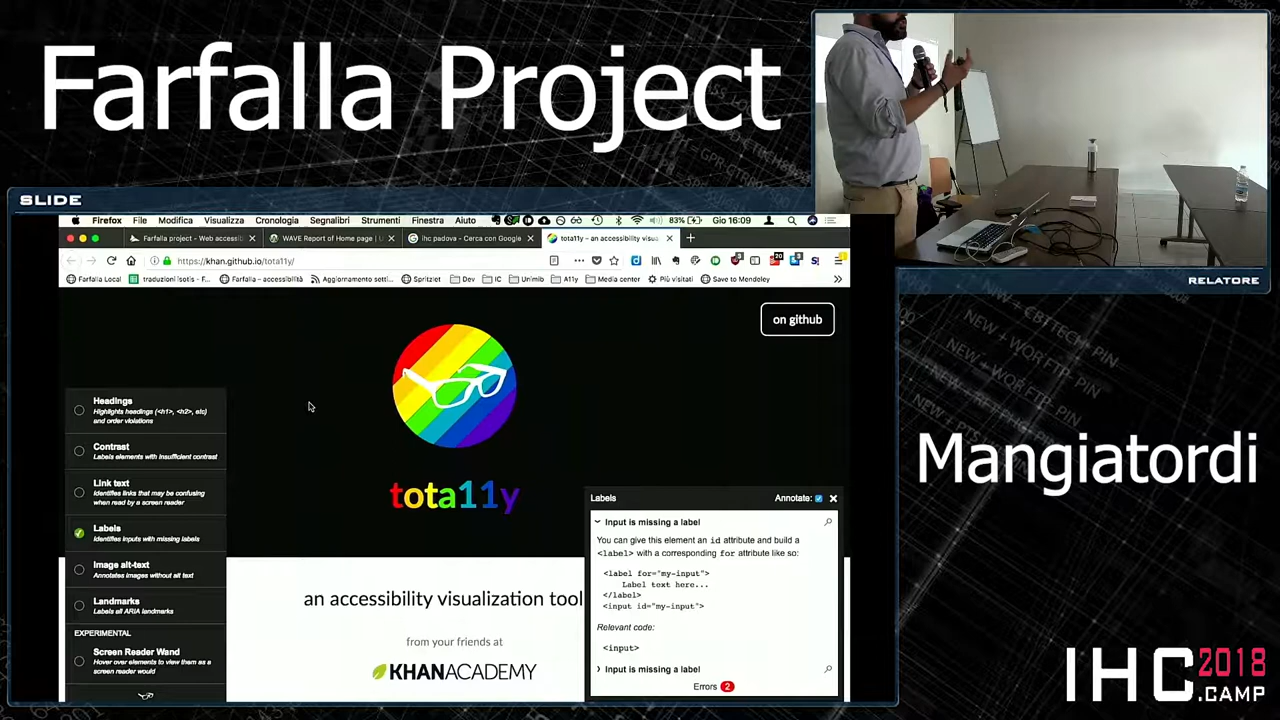 Farfalla Project
SLIDE
Firefox File Modifica Visualizza Cronologia Segnalibri Strumenti Finestra Aiuto 83% Gio 16:09
Farfalla project - Web accessib
WAVE Report of Home page | U
ihc padova - Cerca con Google
tota11y – an accessibility visua
https://khan.github.io/tota11y/
Farfalla Local
traduzioni isotis - F...
Farfalla – accessibilità
Aggiornamento setti...
Spritzlet
Dev
IC
Unimib
A11y
Media center
Più visitati
Save to Mendeley
on github
Headings
Highlights headings (<h1>, <h2>, etc)
and order violations
Contrast
Labels elements with insufficient contrast
Link text
Identifies links that may be confusing
when read by a screen reader
Labels
Identifies inputs with missing labels
Image alt-text
Annotates images without alt text
Landmarks
Labels all ARIA landmarks
EXPERIMENTAL
Screen Reader Wand
Hover over elements to view them as a
screen reader would
tota11y
an accessibility visualization tool
from your friends at
KHANACADEMY
Labels Annotate:
Input is missing a label
You can give this element an id attribute and build a
<label> with a corresponding for attribute like so:
<label for="my-input">
Label text here...
</label>
<input id="my-input">
Relevant code:
<input>
Input is missing a label
Errors 2
RELATORE
Mangiatordi
IHC 2018
.CAMP